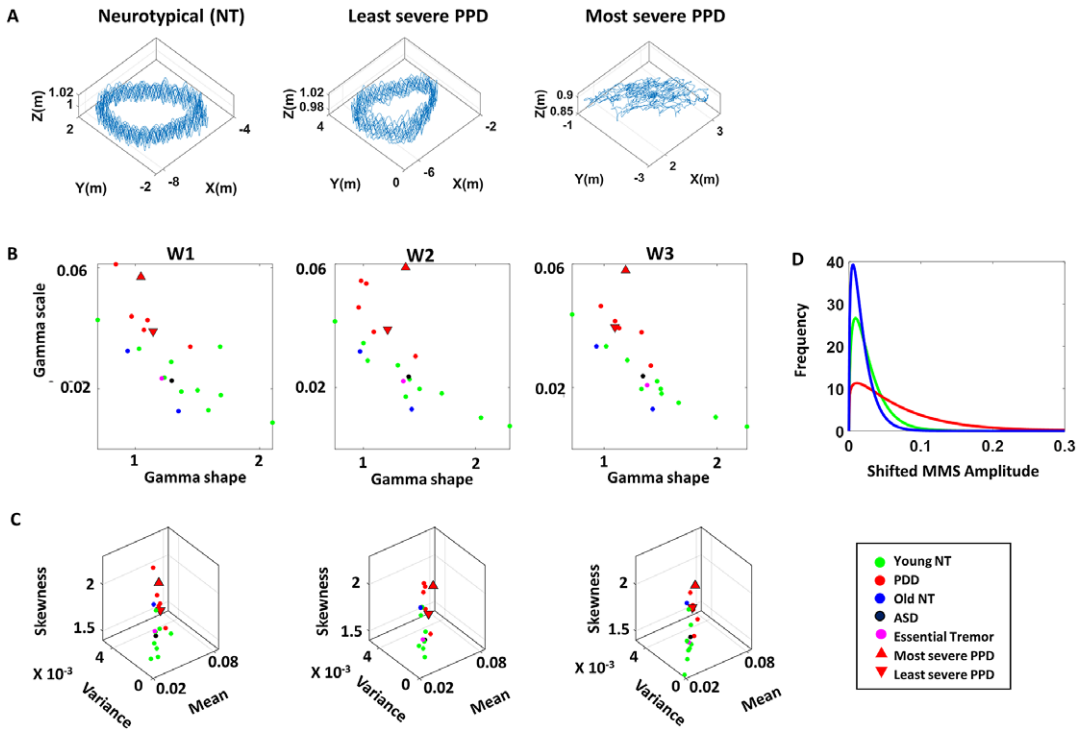 A
Neurotypical (NT)
Least severe PPD
Most severe PPD
Z(m)
1.02
1
2
Y(m)
-2
-8
X(m)
-4
Z(m)
1.02
0.98
4
Y(m)
0
-6
X(m)
-2
Z(m)
0.9
0.85
-1
Y(m)
-3
2
X(m)
3
B
W1
W2
W3
Gamma scale
0.06
0.02
1
2
Gamma shape
0.06
0.02
1
2
Gamma shape
0.06
0.02
1
2
Gamma shape
D
Frequency
40
30
20
10
0
0
0.1
0.2
0.3
Shifted MMS Amplitude
C
Skewness
2
1.5
4
X 10-3
Variance
0
0.02
Mean
0.08
Skewness
2
1.5
4
X 10-3
Variance
0
0.02
Mean
0.08
Skewness
2
1.5
4
X 10-3
Variance
0
0.02
Mean
0.08
Young NT
PDD
Old NT
ASD
Essential Tremor
Most severe PPD
Least severe PPD